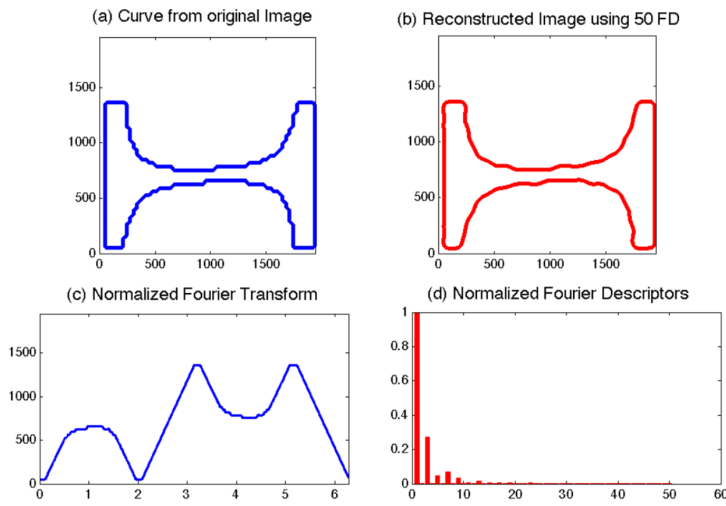 (a) Curve from original Image
1500
1000
500
0
0 500 1000 1500
(b) Reconstructed Image using 50 FD
1500
1000
500
0
0 500 1000 1500
(c) Normalized Fourier Transform
1500
1000
500
0
0 1 2 3 4 5 6
(d) Normalized Fourier Descriptors
1
0.8
0.6
0.4
0.2
0
0 10 20 30 40 50 60